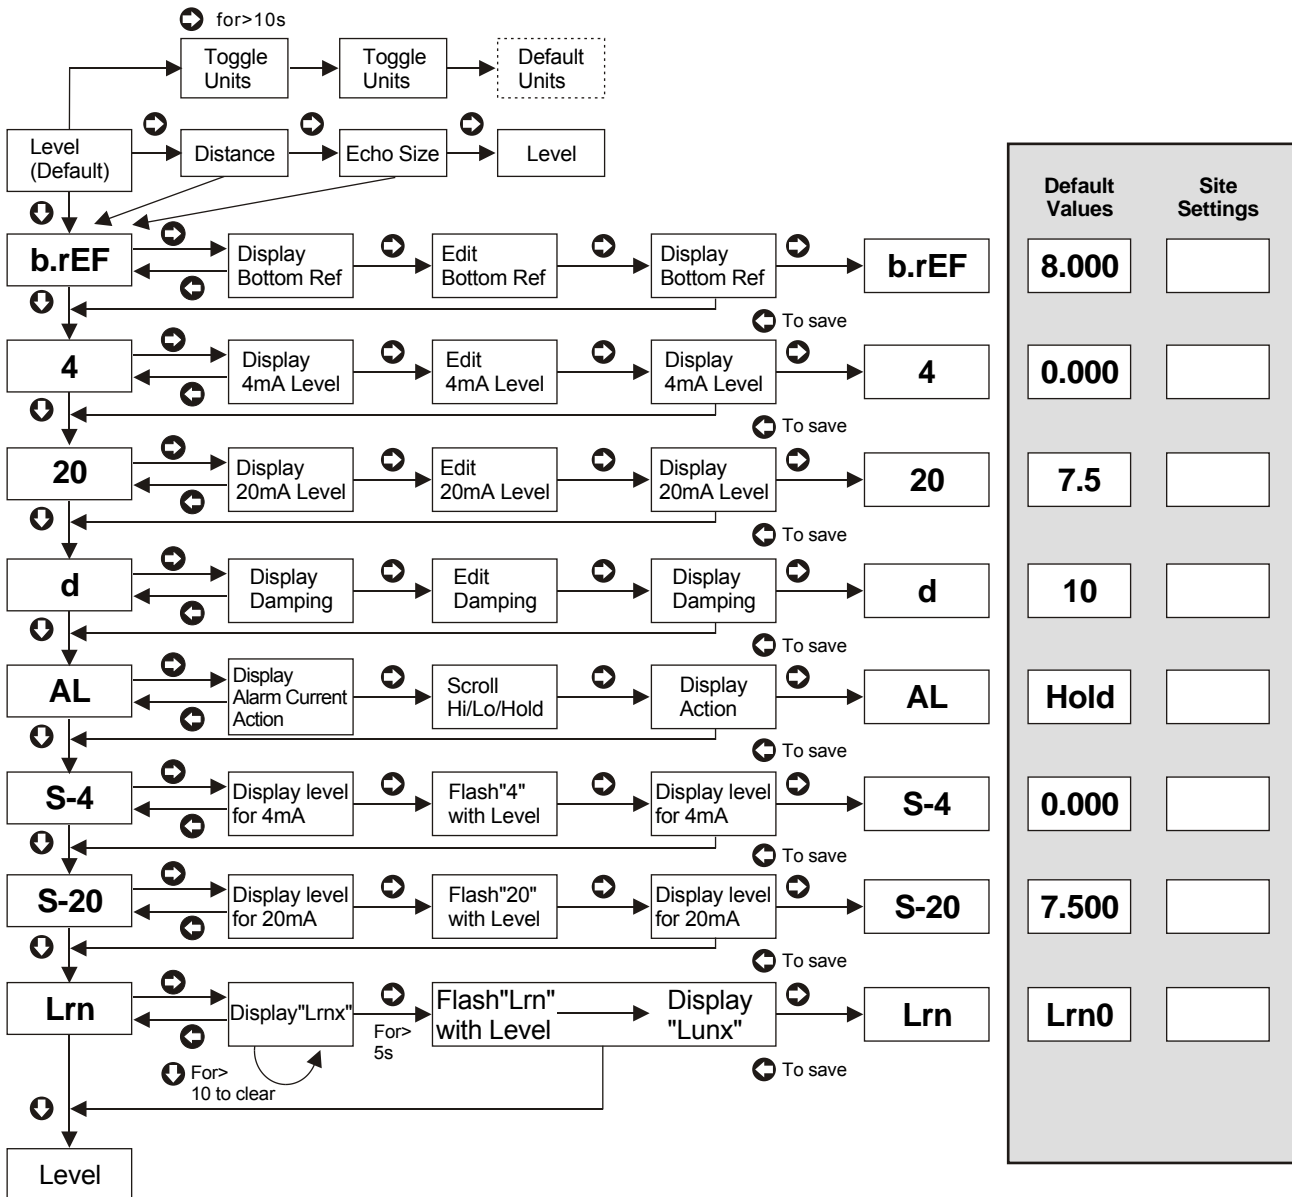 for>10s
Toggle
Units
Toggle
Units
Default
Units
Level
(Default)
Distance
Echo Size
Level
Default
Values
Site
Settings
b.rEF
Display
Bottom Ref
Edit
Bottom Ref
Display
Bottom Ref
b.rEF
8.000
To save
4
Display
4mA Level
Edit
4mA Level
Display
4mA Level
4
0.000
To save
20
Display
20mA Level
Edit
20mA Level
Display
20mA Level
20
7.5
To save
d
Display
Damping
Edit
Damping
Display
Damping
d
10
To save
AL
Display
Alarm Current
Action
Scroll
Hi/Lo/Hold
Display
Action
AL
Hold
To save
S-4
Display level
for 4mA
Flash"4"
with Level
Display level
for 4mA
S-4
0.000
To save
S-20
Display level
for 20mA
Flash"20"
with Level
Display level
for 20mA
S-20
7.500
To save
Lrn
Display"Lrnx"
For>
5s
Flash"Lrn"
with Level
Display
"Lunx"
Lrn
Lrn0
For>
10 to clear
To save
Level